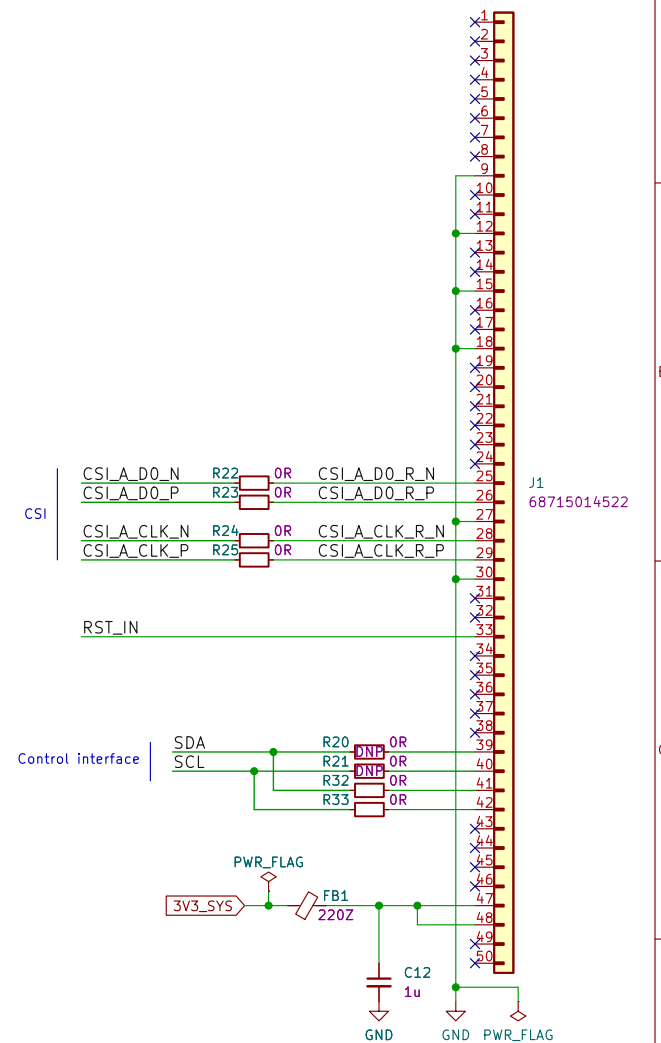 1
2
3
4
5
6
7
8
9
10
11
12
13
14
15
16
17
18
19
20
21
22
23
24
CSI_A_D0_N R22 0R CSI_A_D0_R_N 25
CSI_A_D0_P R23 0R CSI_A_D0_R_P 26
J1
68715014522
CSI
27
CSI_A_CLK_N R24 0R CSI_A_CLK_R_N 28
CSI_A_CLK_P R25 0R CSI_A_CLK_R_P 29
30
31
32
RST_IN 33
34
35
36
37
38
Control interface
SDA R20 DNP 0R 39
SCL R21 DNP 0R 40
R32 0R 41
R33 0R 42
43
44
45
46
PWR_FLAG
3V3_SYS FB1 47
220Z
48
49
50
C12
1u
GND GND PWR_FLAG